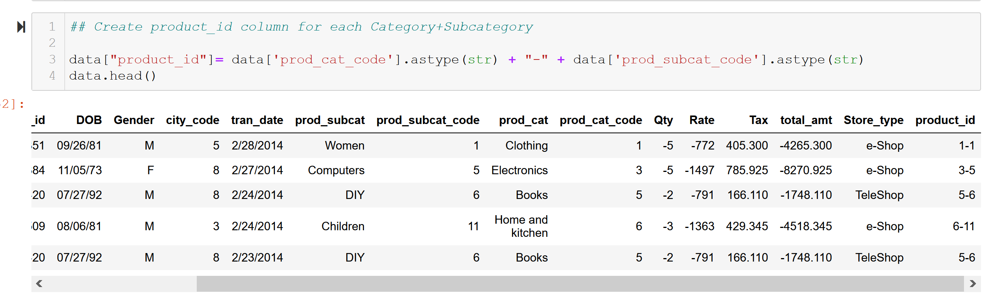 1 ## Create product_id column for each Category+Subcategory
2
3 data["product_id"]= data['prod_cat_code'].astype(str) + "-" + data['prod_subcat_code'].astype(str)
4 data.head()
2]:
_id DOB Gender city_code tran_date prod_subcat prod_subcat_code prod_cat prod_cat_code Qty Rate Tax total_amt Store_type product_id
51 09/26/81 M 5 2/28/2014 Women 1 Clothing 1 -5 -772 405.300 -4265.300 e-Shop 1-1
84 11/05/73 F 8 2/27/2014 Computers 5 Electronics 3 -5 -1497 785.925 -8270.925 e-Shop 3-5
20 07/27/92 M 8 2/24/2014 DIY 6 Books 5 -2 -791 166.110 -1748.110 TeleShop 5-6
09 08/06/81 M 3 2/24/2014 Children 11 Home and kitchen 6 -3 -1363 429.345 -4518.345 e-Shop 6-11
20 07/27/92 M 8 2/23/2014 DIY 6 Books 5 -2 -791 166.110 -1748.110 TeleShop 5-6